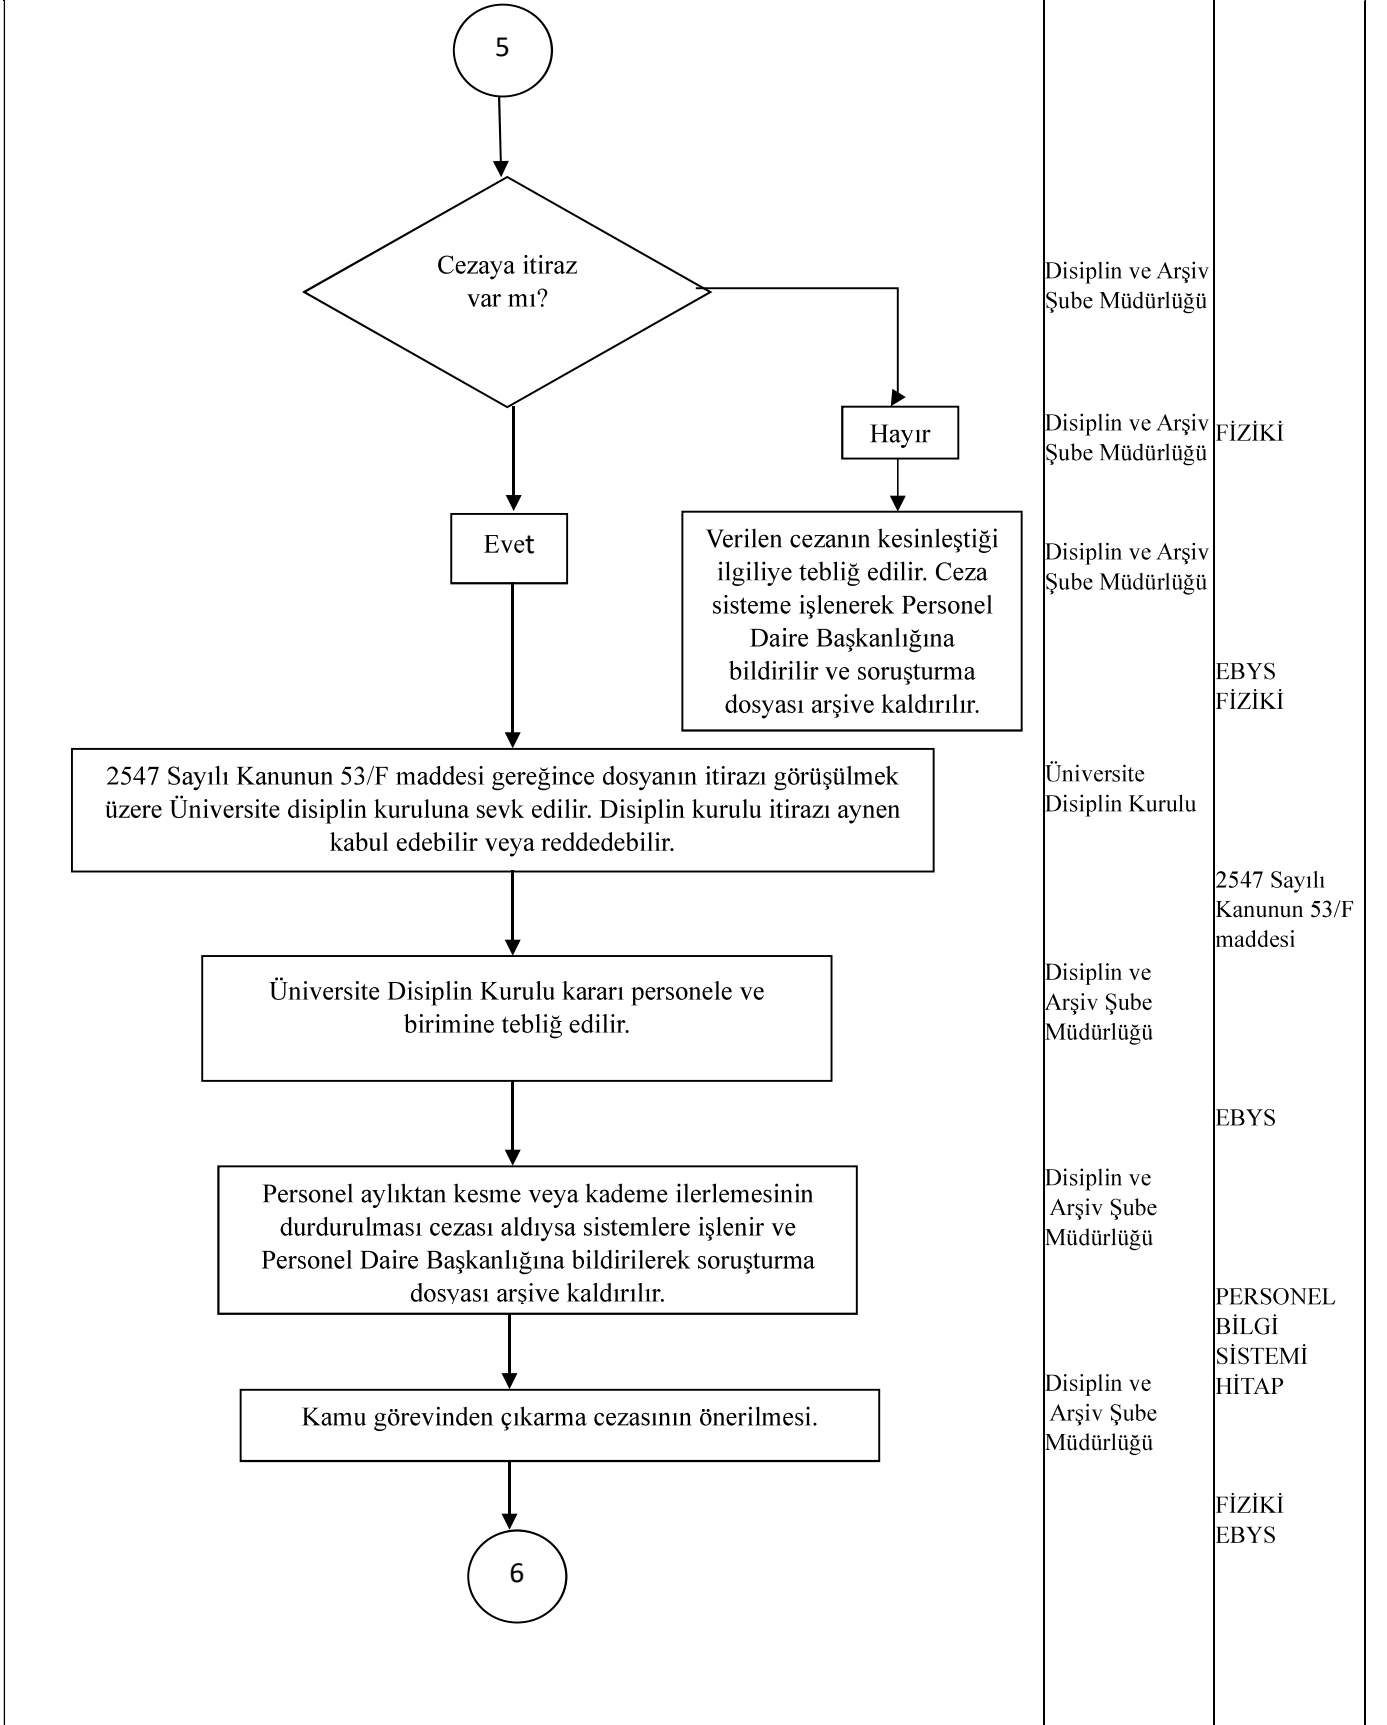 5
Cezaya itiraz
var mı?
Hayır
Evet
Verilen cezanın kesinleştiği
ilgiliye tebliğ edilir. Ceza
sisteme işlenerek Personel
Daire Başkanlığına
bildirilir ve soruşturma
dosyası arşive kaldırılır.
2547 Sayılı Kanunun 53/F maddesi gereğince dosyanın itirazı görüşülmek
üzere Üniversite disiplin kuruluna sevk edilir. Disiplin kurulu itirazı aynen
kabul edebilir veya reddedebilir.
Üniversite Disiplin Kurulu kararı personele ve
birimine tebliğ edilir.
Personel aylıktan kesme veya kademe ilerlemesinin
durdurulması cezası aldıysa sistemlere işlenir ve
Personel Daire Başkanlığına bildirilerek soruşturma
dosyası arşive kaldırılır.
Kamu görevinden çıkarma cezasının önerilmesi.
6
Disiplin ve Arşiv
Şube Müdürlüğü
Disiplin ve Arşiv
Şube Müdürlüğü
Disiplin ve Arşiv
Şube Müdürlüğü
Üniversite
Disiplin Kurulu
Disiplin ve
Arşiv Şube
Müdürlüğü
Disiplin ve
Arşiv Şube
Müdürlüğü
Disiplin ve
Arşiv Şube
Müdürlüğü
FİZİKİ
EBYS
FİZİKİ
2547 Sayılı
Kanunun 53/F
maddesi
EBYS
PERSONEL
BİLGİ
SİSTEMİ
HİTAP
FİZİKİ
EBYS